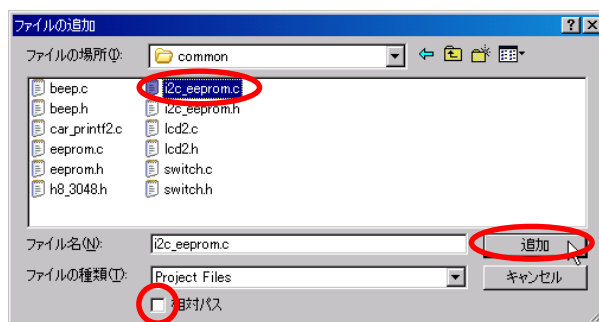 ファイルの追加
ファイルの場所(I): common
beep.c
beep.h
car_printf2.c
eeprom.c
eeprom.h
h8_3048.h
i2c_eeprom.c
i2c_eeprom.h
lcd2.c
lcd2.h
switch.c
switch.h
ファイル名(N): i2c_eeprom.c 追加
ファイルの種類(T): Project Files キャンセル
相対パス